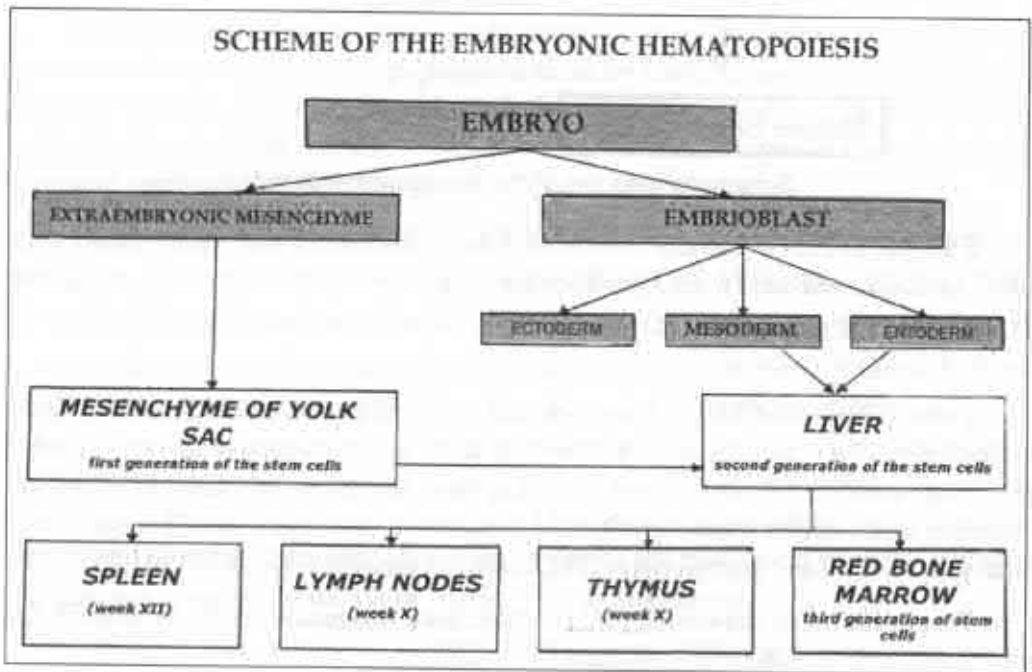 SCHEME OF THE EMBRYONIC HEMATOPOIESIS
EMBRYO
EXTRAEMBRYONIC MESENCHYME
EMBRIOBLAST
ECTODERM
MESODERM
ENTODERM
MESENCHYME OF YOLK
SAC
first generation of the stem cells
LIVER
second generation of the stem cells
SPLEEN
(week XII)
LYMPH NODES
(week X)
THYMUS
(week X)
RED BONE
MARROW
third generation of stem
cells